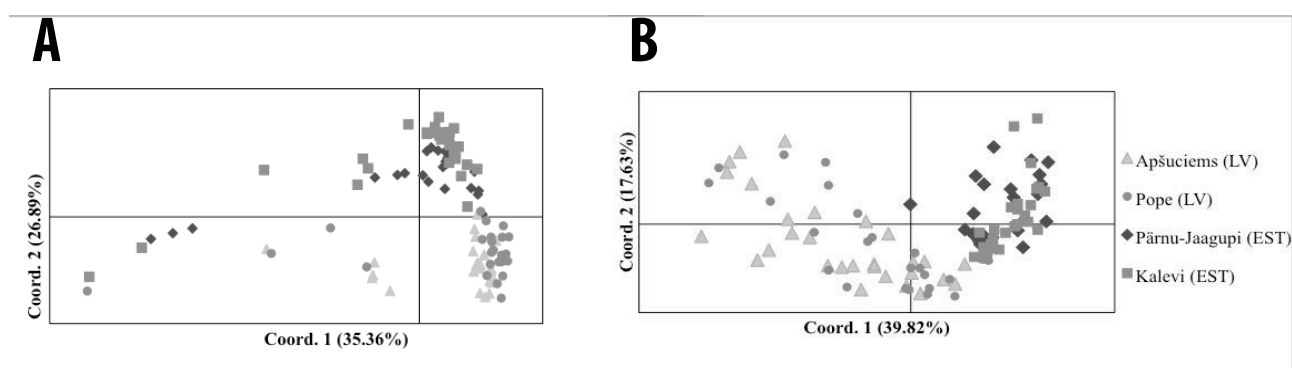 A
B
Coord. 2 (26.89%)
Coord. 1 (35.36%)
Coord. 2 (17.63%)
Coord. 1 (39.82%)
Apšuciems (LV)
Pope (LV)
Pärnu-Jaagupi (EST)
Kalevi (EST)